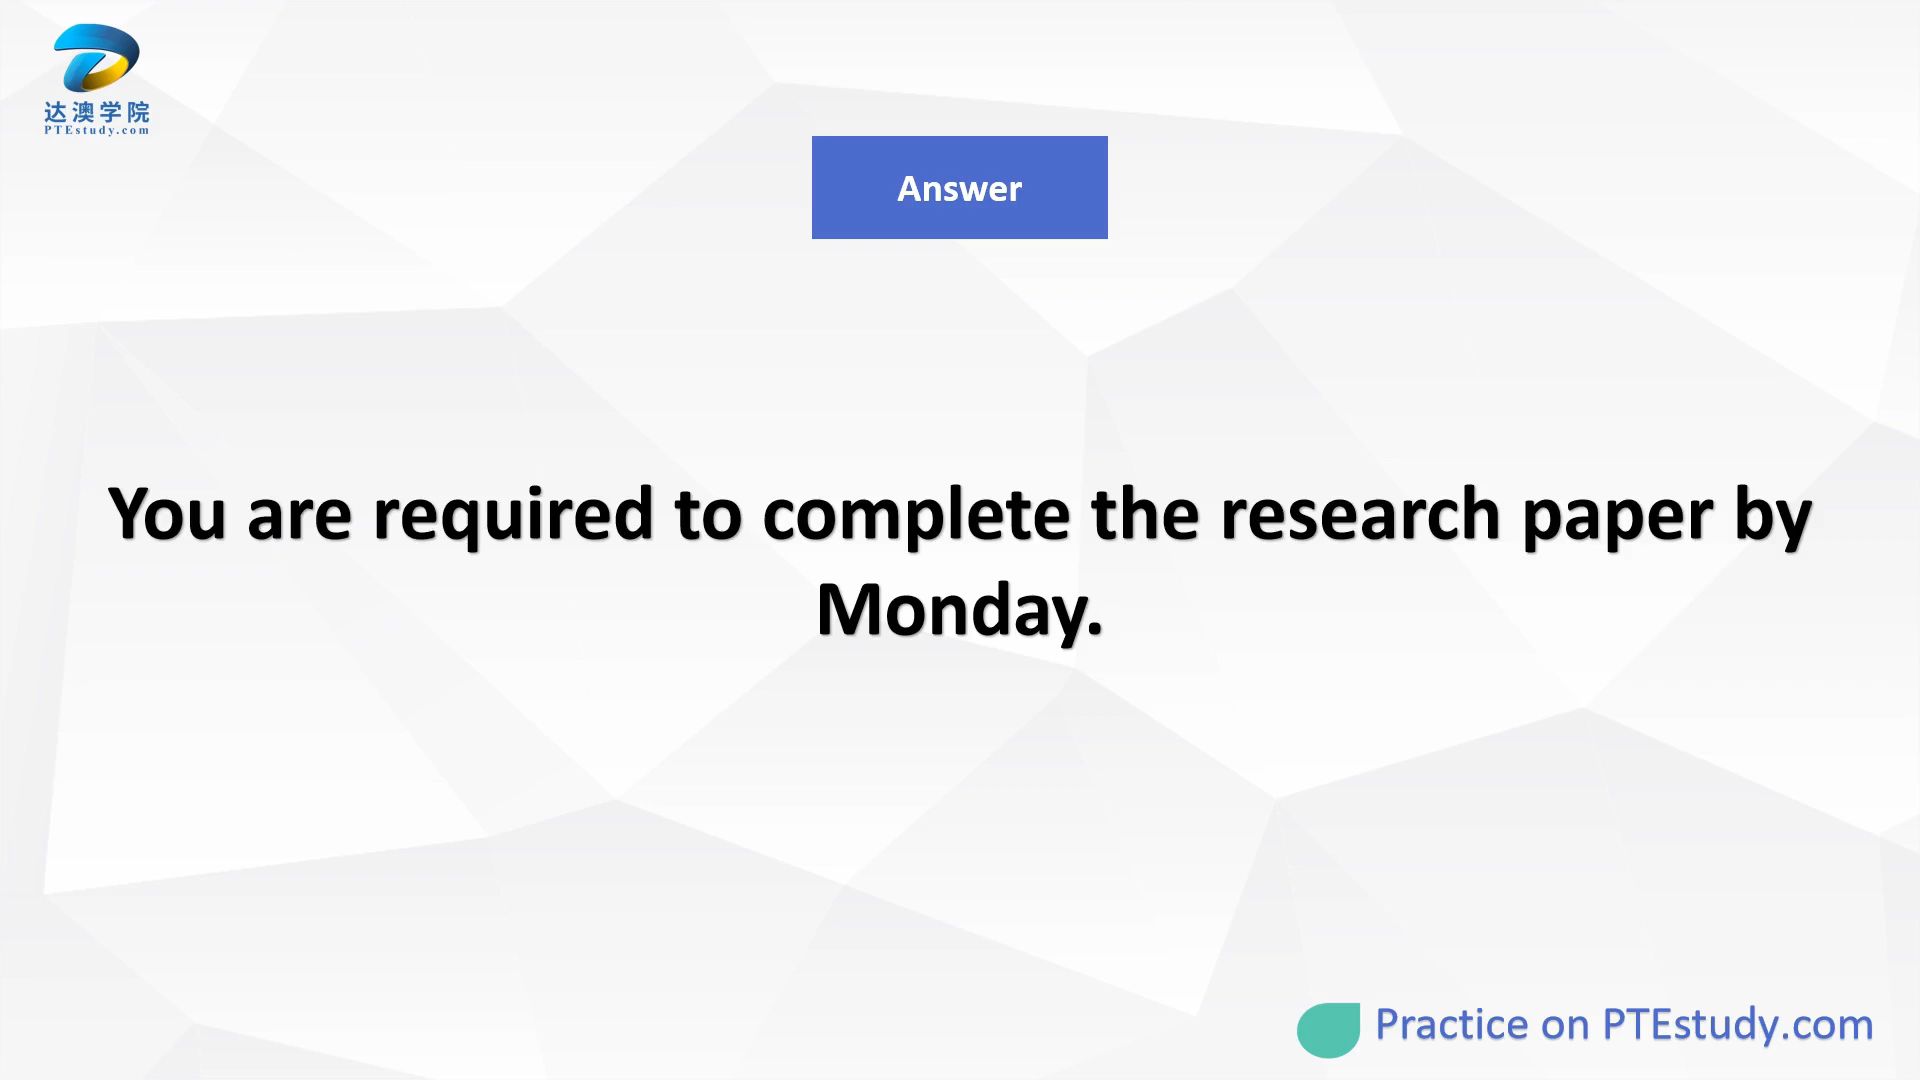 达澳学院
PTEstudy.com
Answer
You are required to complete the research paper by
Monday.
Practice on PTEstudy.com